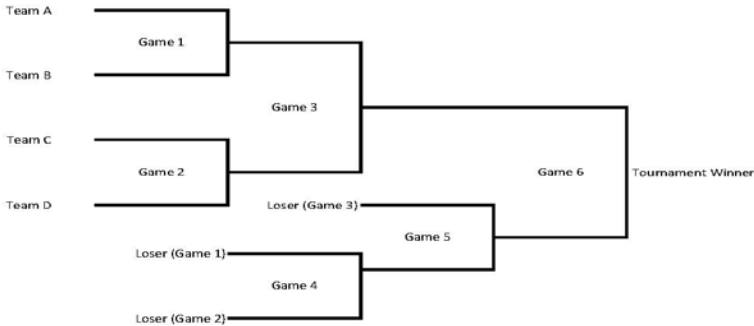 Team A
Game 1
Team B
Game 3
Team C
Game 2
Game 6
Tournament Winner
Team D
Loser (Game 3)
Game 5
Loser (Game 1)
Game 4
Loser (Game 2)